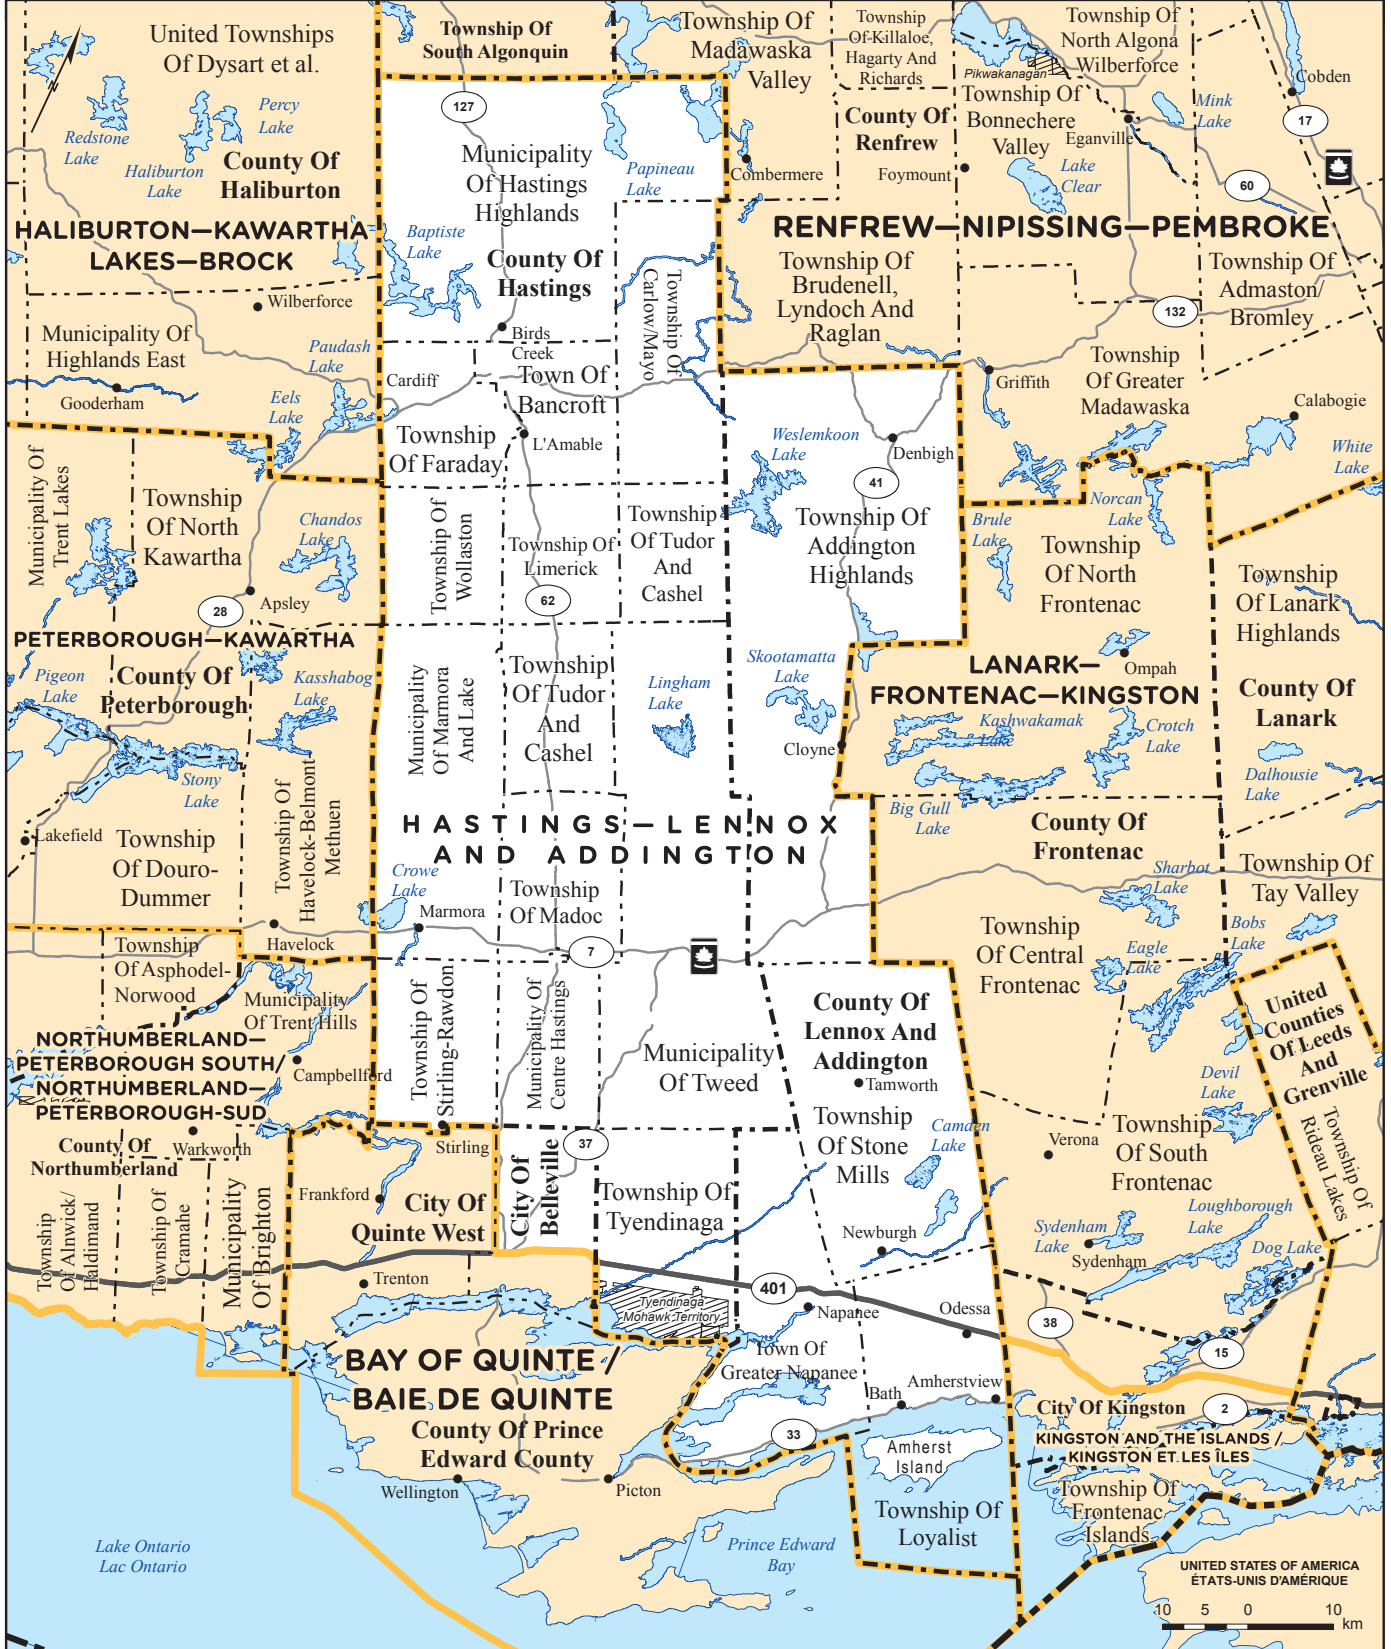 United Townships
Of Dysart et al.
Township Of
South Algonquin
Township Of
Madawaska
Valley
Township
Of Killaloe,
Hagarty And
Richards
Township Of
North Algona
Wilberforce
Pikwakanagan
Cobden
17
Mink
Lake
127
Percy
Lake
Redstone
Lake
Haliburton
Lake
County Of
Haliburton
Municipality
Of Hastings
Highlands
Papineau
Lake
Combermere
County Of
Renfrew
Foymount
Township Of
Bonnechere
Valley
Eganville
Lake
Clear
60
HALIBURTON—KAWARTHA
LAKES—BROCK
RENFREW—NIPISSING—PEMBROKE
Baptiste
Lake
County Of
Hastings
Township Of
Carlow/Mayo
Township Of
Brudenell,
Lyndoch And
Raglan
Township Of
Admaston/
Bromley
132
Wilberforce
Municipality Of
Highlands East
Paudash
Lake
Birds
Creek
Cardiff
Town Of
Bancroft
Township
Of Greater
Madawaska
Griffith
Calabogie
Gooderham
Eels
Lake
Township
Of Faraday
L'Amable
Weslemkoon
Lake
Denbigh
41
White
Lake
Municipality Of
Trent Lakes
Township
Of North
Kawartha
Chandos
Lake
Township Of
Wollaston
Township Of
Limerick
62
Township
Of Tudor
And
Cashel
Township Of
Addington
Highlands
Brule
Lake
Norcan
Lake
Township
Of North
Frontenac
Township
Of Lanark
Highlands
28
Apsley
PETERBOROUGH—KAWARTHA
Pigeon
Lake
County Of
Peterborough
Kasshabog
Lake
Municipality
Of Marmora
And Lake
Township
Of Tudor
And
Cashel
Lingham
Lake
Skootamatta
Lake
Cloyne
LANARK—
FRONTENAC—KINGSTON
Ompah
Kashwakamak
Lake
Crotch
Lake
County Of
Lanark
Dalhousie
Lake
Stony
Lake
Big Gull
Lake
Lakefield
Township
Of Douro-
Dummer
Township Of
Havelock-Belmont-
Methuen
HASTINGS—LENNOX
AND ADDINGTON
County Of
Frontenac
Sharbot
Lake
Township Of
Tay Valley
Crowe
Lake
Marmora
Township
Of Madoc
Havelock
7
Township
Of Central
Frontenac
Eagle
Lake
Bobs
Lake
Township
Of Asphodel-
Norwood
Municipality
Of Trent Hills
Township Of
Stirling-Rawdon
Municipality Of
Centre Hastings
Municipality
Of Tweed
County Of
Lennox And
Addington
Tamworth
United
Counties
Of Leeds
And
Grenville
NORTHUMBERLAND—
PETERBOROUGH SOUTH/
NORTHUMBERLAND—
PETERBOROUGH-SUD
Campbellford
Devil
Lake
County Of
Northumberland
Warkworth
Stirling
37
City Of
Belleville
Township
Of Stone
Mills
Camden
Lake
Verona
Township
Of South
Frontenac
Township Of
Rideau Lakes
Township
Of Alnwick/
Haldimand
Township Of
Cramahe
Municipality
Of Brighton
Frankford
City Of
Quinte West
Township Of
Tyendinaga
Newburgh
Sydenham
Lake
Sydenham
Loughborough
Lake
Dog Lake
Trenton
Tyendinaga
Mohawk Territory
401
Napanee
Odessa
38
15
BAY OF QUINTE /
BAIE DE QUINTE
Town Of
Greater Napanee
Bath
Amherstview
County Of Prince
Edward County
33
Amherst
Island
City Of Kingston
2
KINGSTON AND THE ISLANDS /
KINGSTON ET LES ÎLES
Wellington
Picton
Township Of
Loyalist
Township Of
Frontenac
Islands
Lake Ontario
Lac Ontario
Prince Edward
Bay
UNITED STATES OF AMERICA
ÉTATS-UNIS D'AMÉRIQUE
10 5 0 10
km